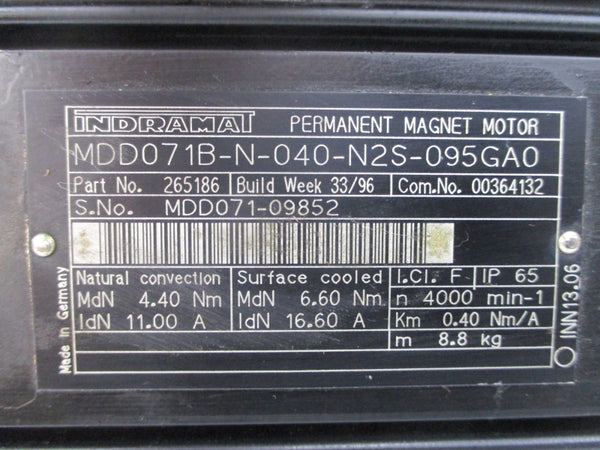 INDRAMAT PERMANENT MAGNET MOTOR
MDD071B-N-040-N2S-095GA0
Part No. 265186 Build Week 33/96 Com.No. 00364132
S.No. MDD071-09852
Natural convection Surface cooled I.Cl. F IP 65
MdN 4.40 Nm MdN 6.60 Nm n 4000 min-1
IdN 11.00 A IdN 16.60 A Km 0.40 Nm/A
m 8.8 kg
Made in Germany
INN13.06